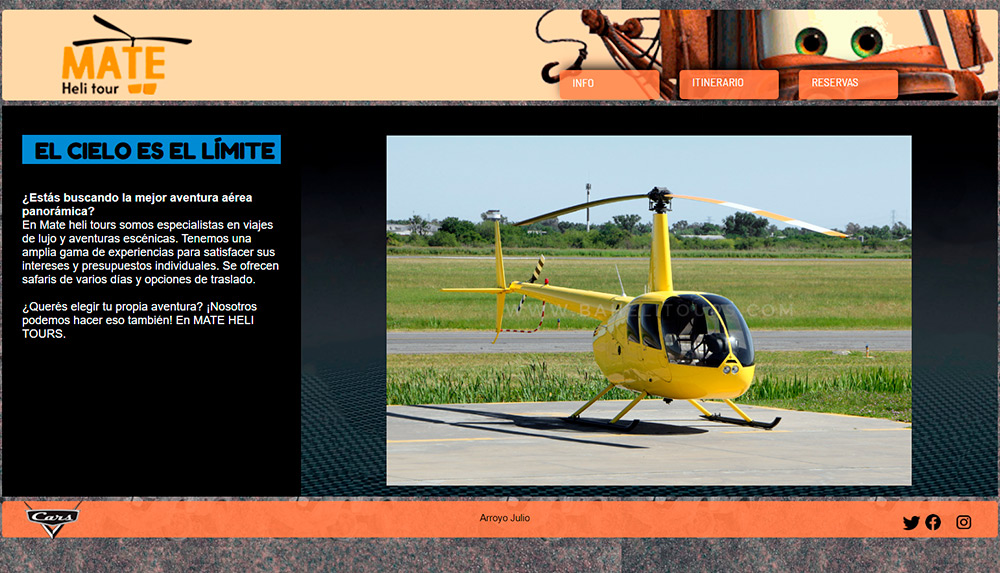 MATE
Heli tour
INFO
ITINERARIO
RESERVAS
EL CIELO ES EL LÍMITE
¿Estás buscando la mejor aventura aérea
panorámica?
En Mate heli tours somos especialistas en viajes
de lujo y aventuras escénicas. Tenemos una
amplia gama de experiencias para satisfacer sus
intereses y presupuestos individuales. Se ofrecen
safaris de varios días y opciones de traslado.
¿Querés elegir tu propia aventura? ¡Nosotros
podemos hacer eso también! En MATE HELI
TOURS.
WWW.BAHELITOURS.COM
Cars
Arroyo Julio